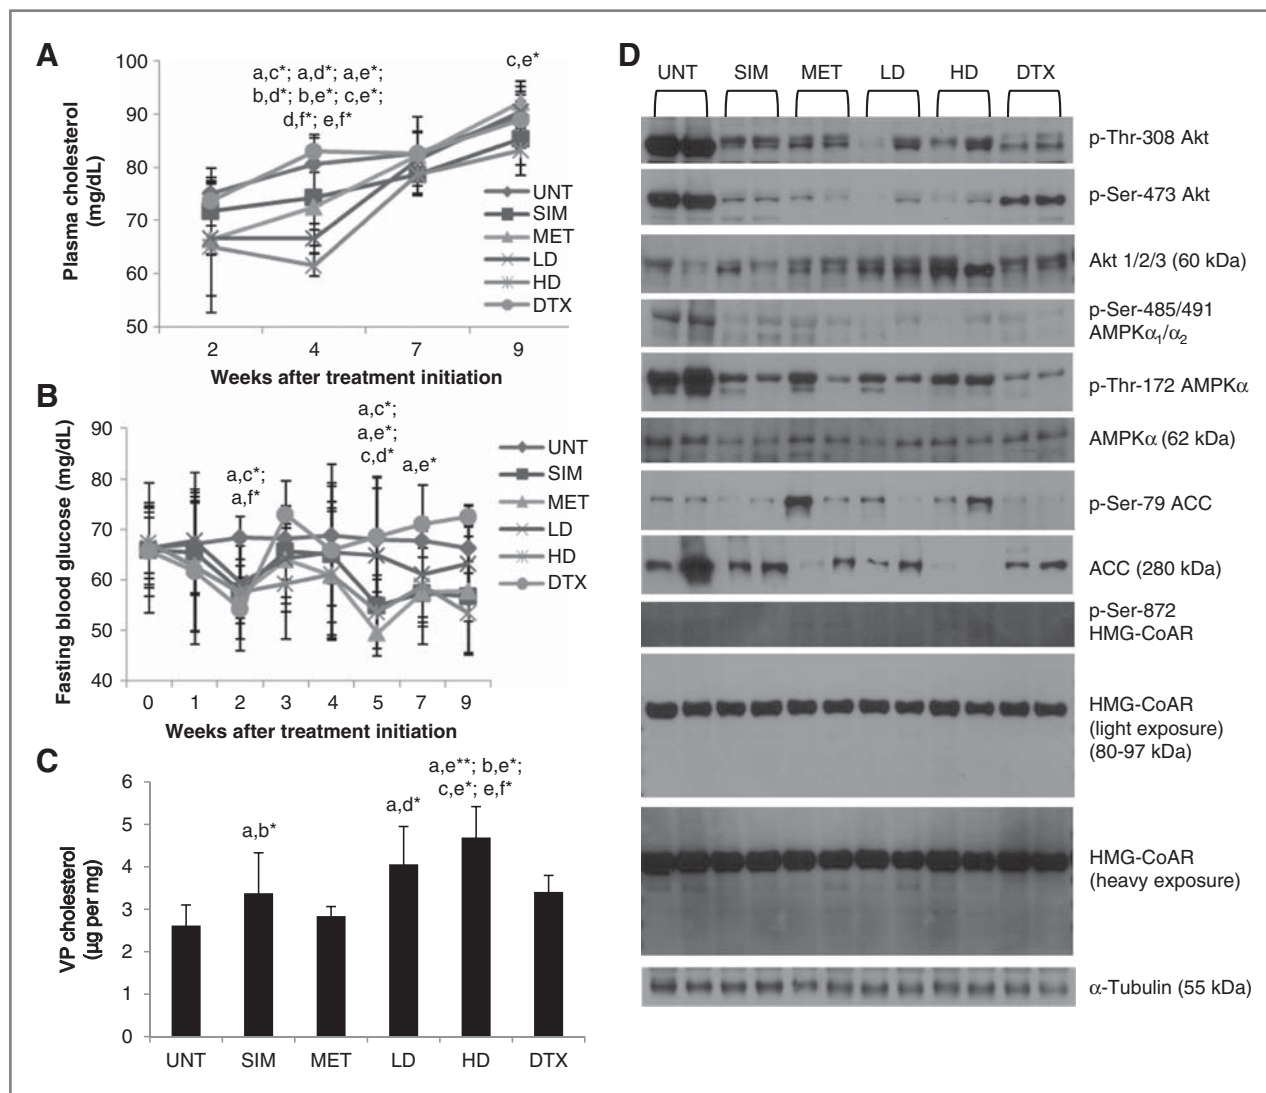 A
Plasma cholesterol
(mg/dL)
100
90
80
70
60
50
a,c*; a,d*; a,e*;
b,d*; b,e*; c,e*;
d,f*; e,f*
c,e*
UNT
SIM
MET
LD
HD
DTX
2 4 7 9
Weeks after treatment initiation
B
Fasting blood glucose (mg/dL)
90
80
70
60
50
40
a,c*;
a,f*
a,c*;
a,e*;
c,d*
a,e*
UNT
SIM
MET
LD
HD
DTX
0 1 2 3 4 5 7 9
Weeks after treatment initiation
C
VP cholesterol
(μg per mg)
6
5
4
3
2
1
0
a,b*
a,d*
a,e**; b,e*;
c,e*; e,f*
UNT SIM MET LD HD DTX
D
UNT SIM MET LD HD DTX
p-Thr-308 Akt
p-Ser-473 Akt
Akt 1/2/3 (60 kDa)
p-Ser-485/491
AMPKα₁/α₂
p-Thr-172 AMPKα
AMPKα (62 kDa)
p-Ser-79 ACC
ACC (280 kDa)
p-Ser-872
HMG-CoAR
HMG-CoAR
(light exposure)
(80-97 kDa)
HMG-CoAR
(heavy exposure)
α-Tubulin (55 kDa)